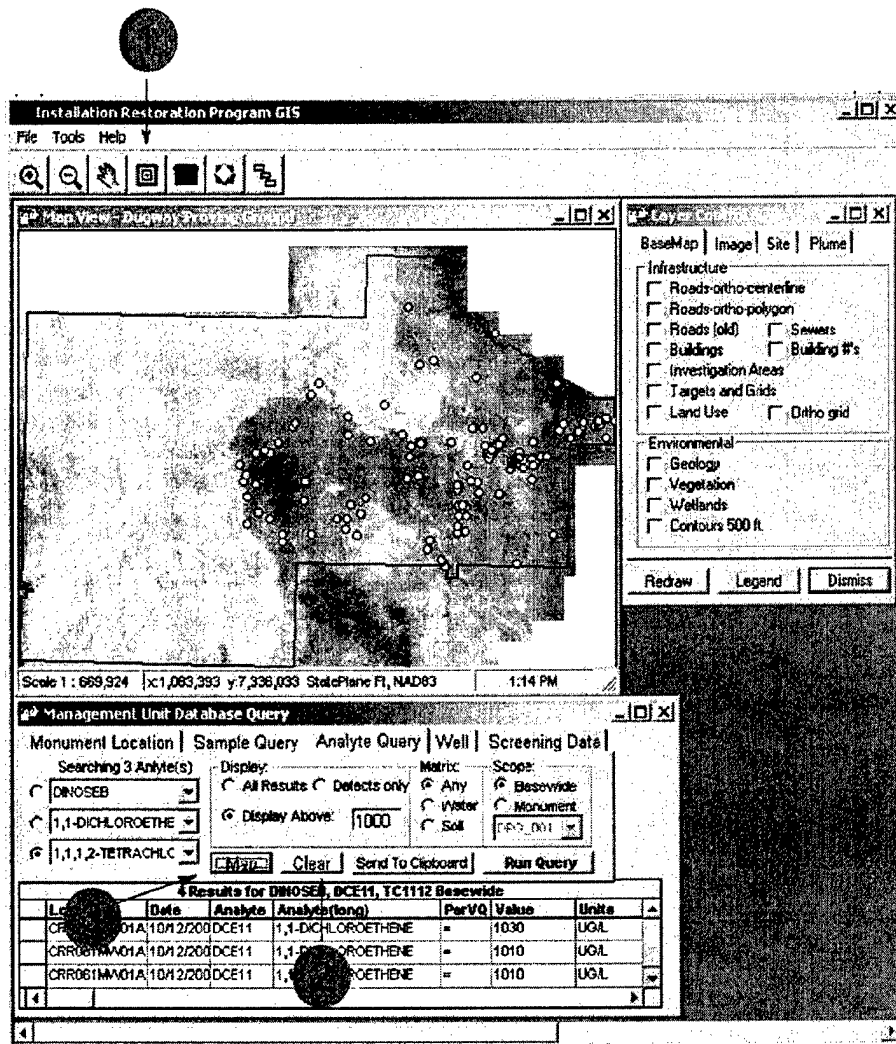 Installation Restoration Program GIS
File Tools Help
Map View - Dugway Proving Ground
Layer
BaseMap Image Site Plume
Infrastructure
Roads-ortho-centerline
Roads-ortho-polygon
Roads (old) Sewers
Buildings Building #'s
Investigation Areas
Targets and Grids
Land Use Ortho grid
Environmental
Geology
Vegetation
Wetlands
Contours 500 ft.
Redraw Legend Dismiss
Scale 1 : 669,924 x:1,083,393 y:7,336,033 StatePlane Ft, NAD83 1:14 PM
Management Unit Database Query
Monument Location Sample Query Analyte Query Well Screening Data
Searching 3 Anlyte(s)
Display: Matrix: Scope:
DINOSEB All Results Detects only Any Basewide
1,1-DICHLOROETHE Display Above: 1000 Water Monument
1,1,1,2-TETRACHLC Soil
Map Clear Send To Clipboard Run Query
4 Results for DINOSEB, DCE11, TC1112 Basewide
Date Analyte Analyte(long) ParVQ Value Units
10/12/200 DCE11 1,1-DICHLOROETHENE = 1030 UG/L
CRR061MW01A 10/12/200 DCE11 = 1010 UG/L
CRR061MW01A 10/12/200 DCE11 = 1010 UG/L